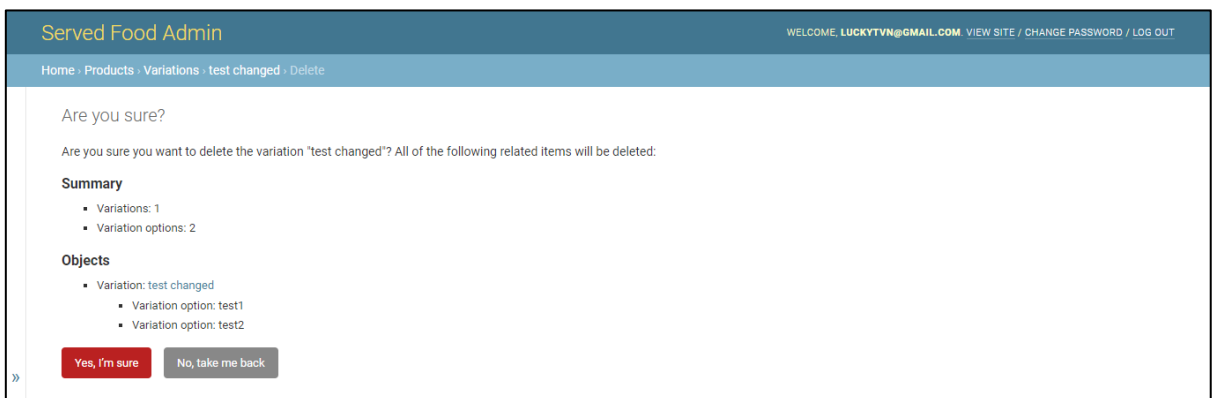 Served Food Admin
WELCOME, LUCKYTVN@GMAIL.COM. VIEW SITE / CHANGE PASSWORD / LOG OUT
Home › Products › Variations › test changed › Delete
Are you sure?
Are you sure you want to delete the variation "test changed"? All of the following related items will be deleted:
Summary
Variations: 1
Variation options: 2
Objects
Variation: test changed
Variation option: test1
Variation option: test2
Yes, I'm sure No, take me back
»